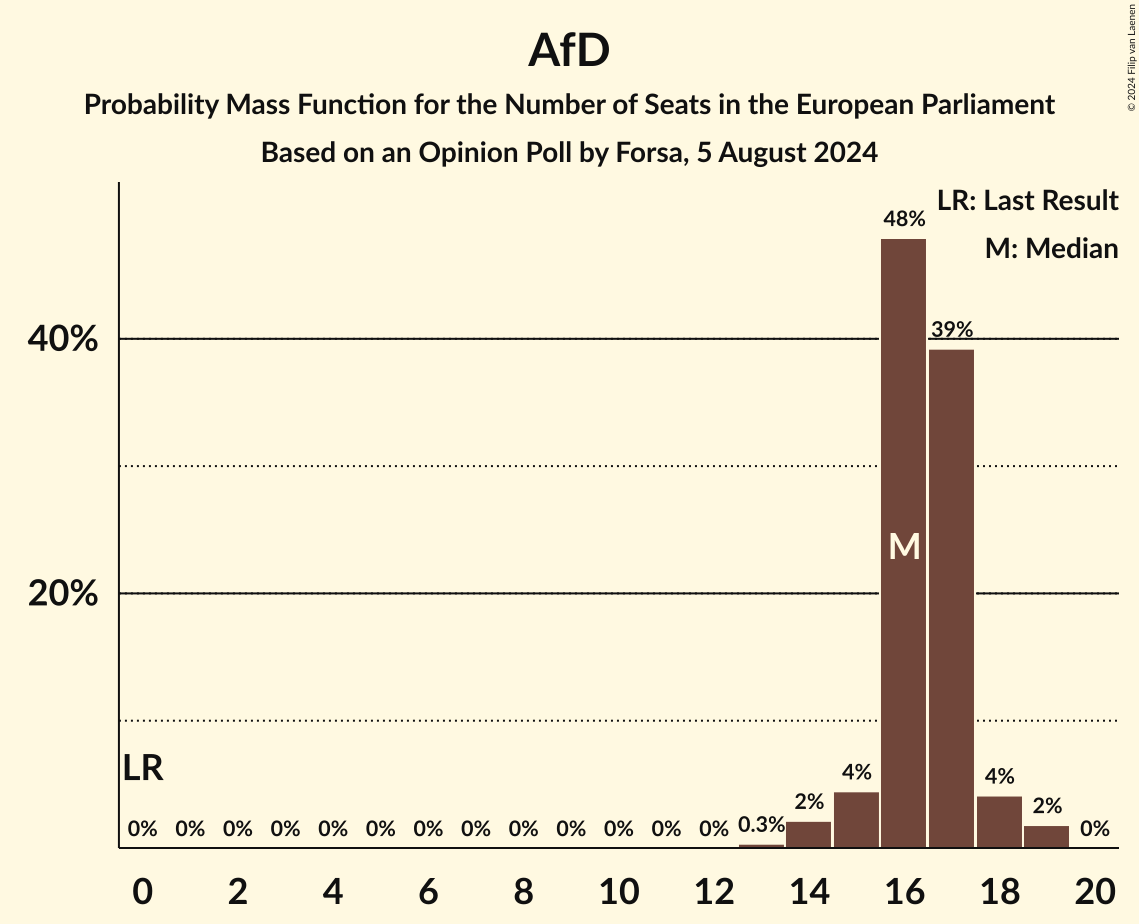 AfD
Probability Mass Function for the Number of Seats in the European Parliament
Based on an Opinion Poll by Forsa, 5 August 2024
© 2024 Filip van Laenen
LR: Last Result
M: Median
48%
39%
40%
M
20%
LR
0% 0% 0% 0% 0% 0% 0% 0% 0% 0% 0% 0% 0% 0.3% 2% 4% 4% 2% 0%
0 2 4 6 8 10 12 14 16 18 20